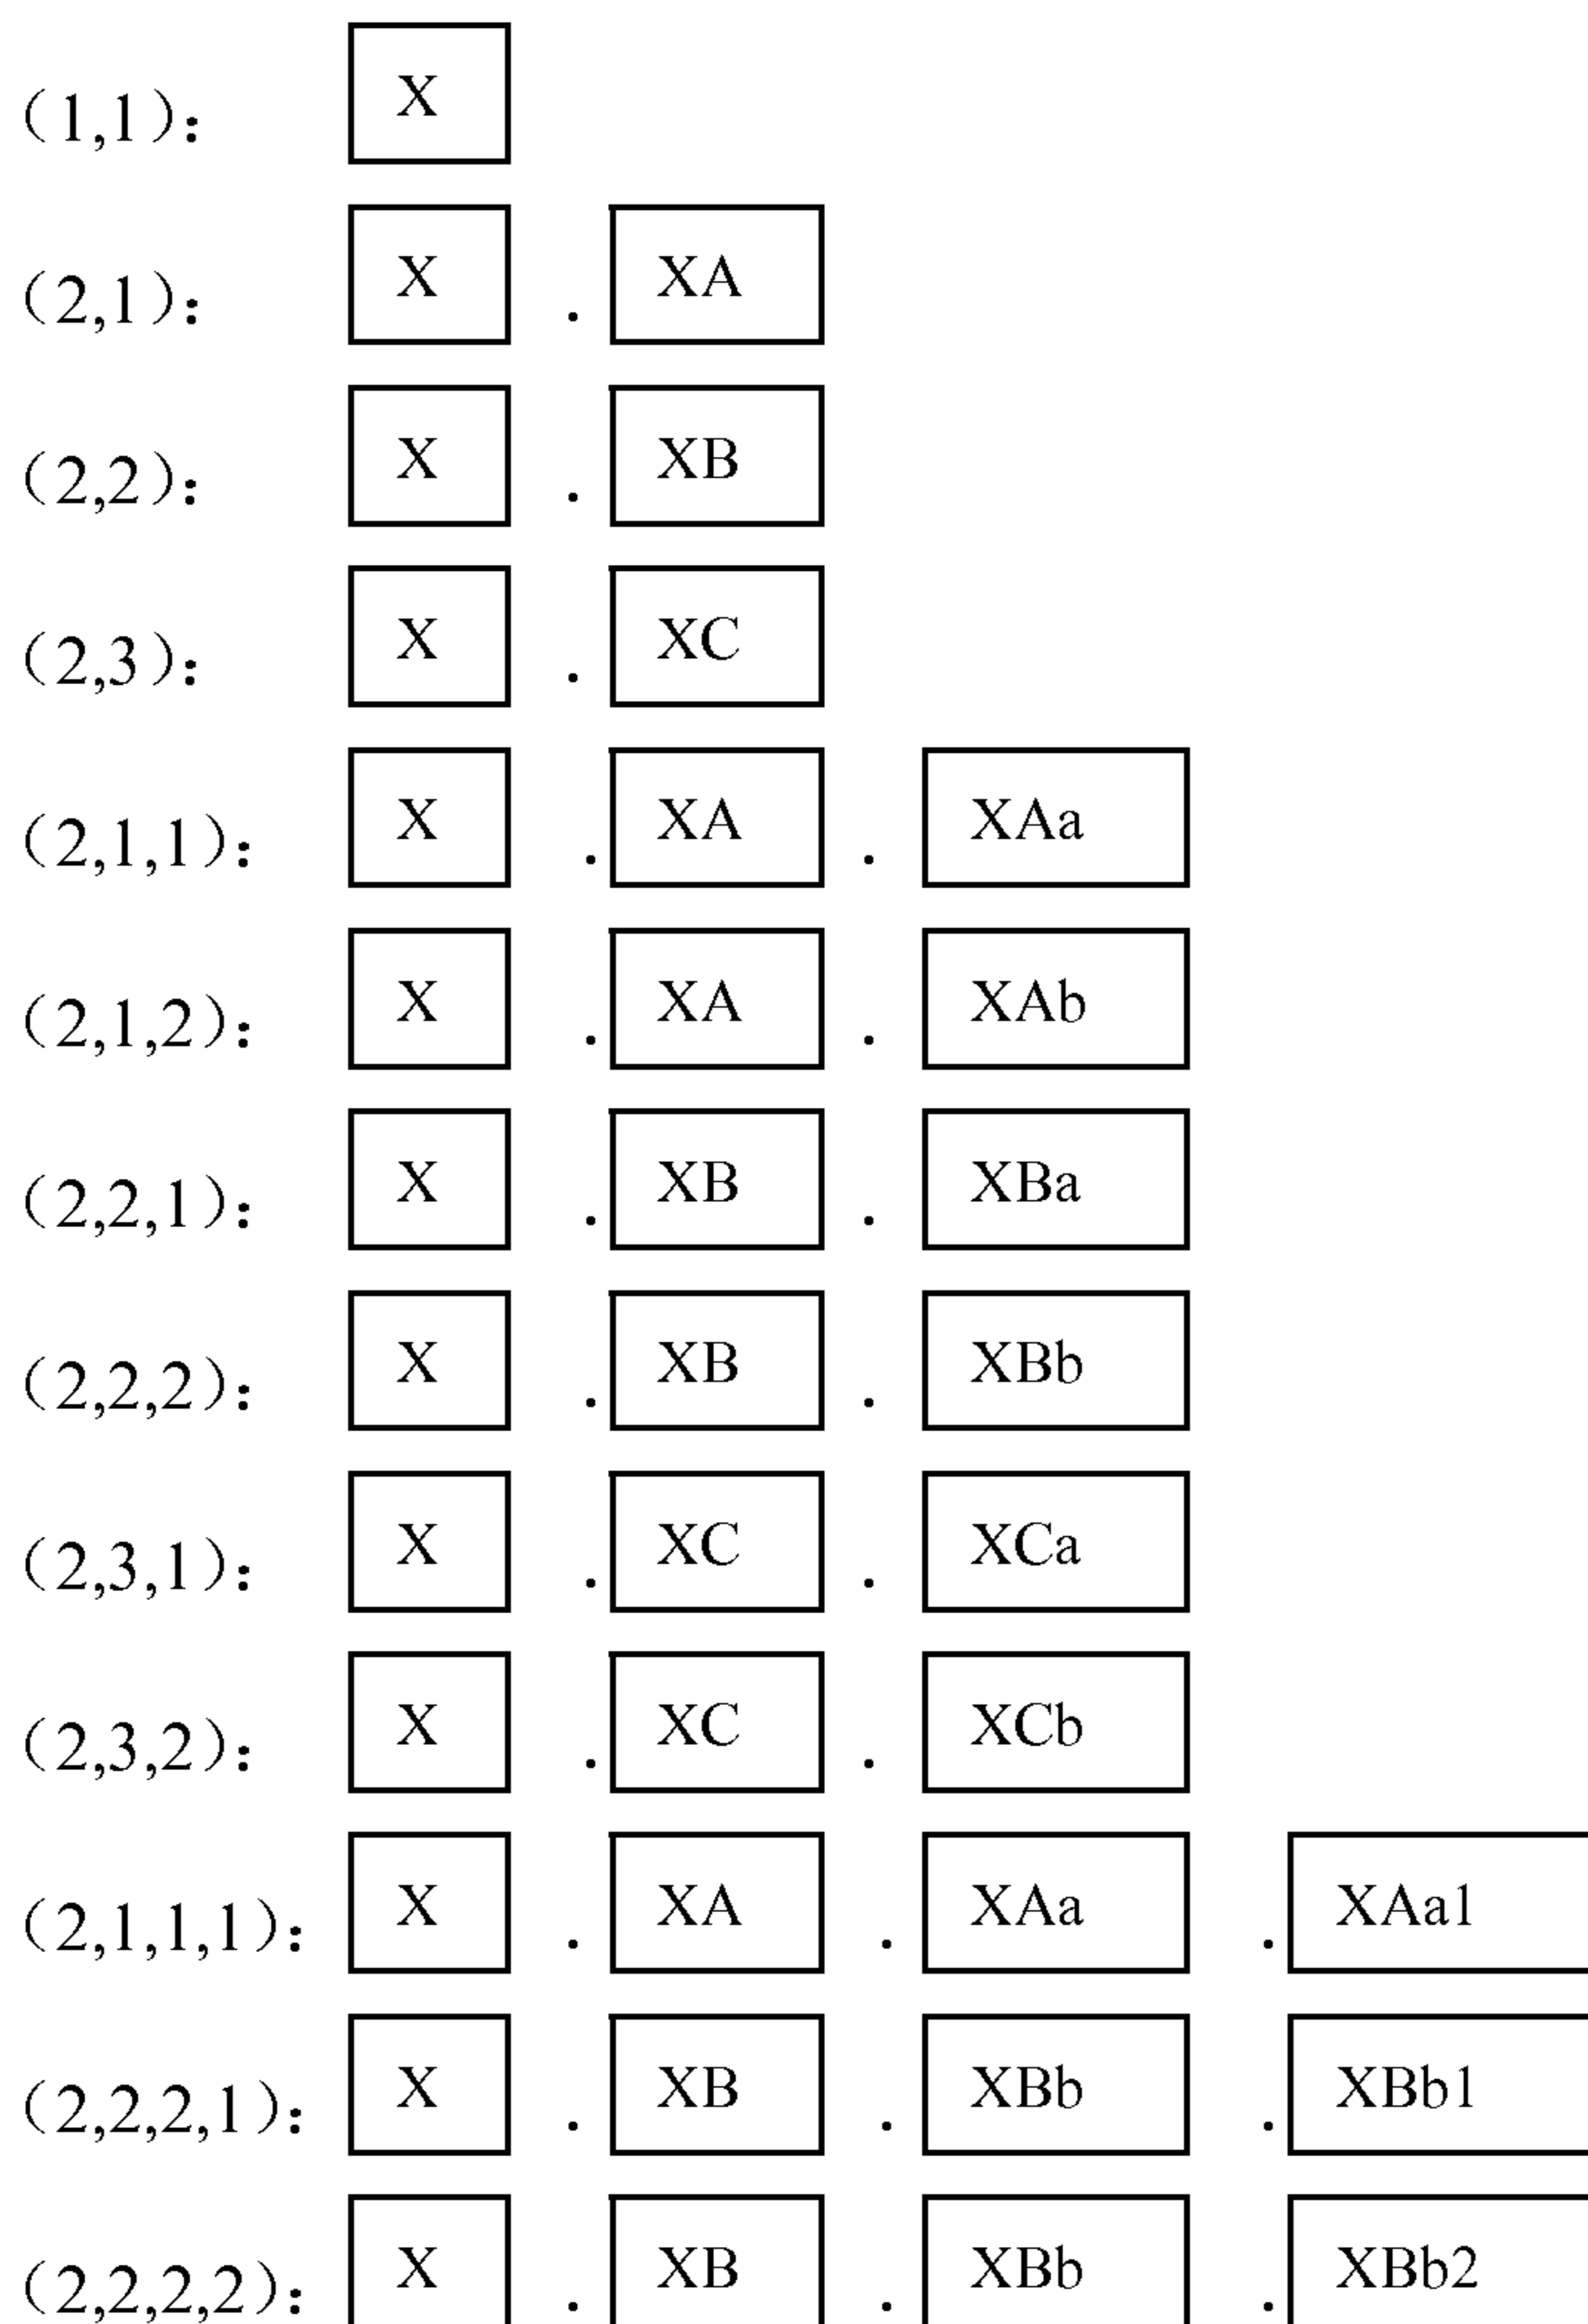 (1,1): X
(2,1): X . XA
(2,2): X . XB
(2,3): X . XC
(2,1,1): X . XA . XAa
(2,1,2): X . XA . XAb
(2,2,1): X . XB . XBa
(2,2,2): X . XB . XBb
(2,3,1): X . XC . XCa
(2,3,2): X . XC . XCb
(2,1,1,1): X . XA . XAa . XAa1
(2,2,2,1): X . XB . XBb . XBb1
(2,2,2,2): X . XB . XBb . XBb2